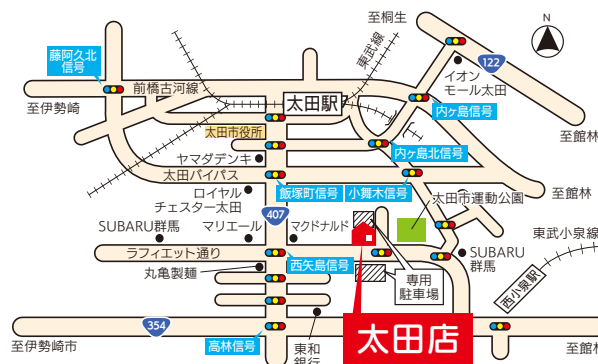 至桐生
N
藤阿久北
信号
東武線
122
イオン
モール太田
前橋古河線
至伊勢崎
太田駅
内ヶ島信号
太田市役所
至館林
内ヶ島北信号
ヤマダデンキ
太田バイパス
飯塚町信号
小舞木信号
至館林
ロイヤル
チェスター太田
太田市運動公園
407
SUBARU群馬
マリエール
マクドナルド
東武小泉線
ラフィエット通り
SUBARU
群馬
西矢島信号
丸亀製麺
専用
駐車場
西小泉駅
354
太田店
高林信号
至伊勢崎市
東和
銀行
至館林